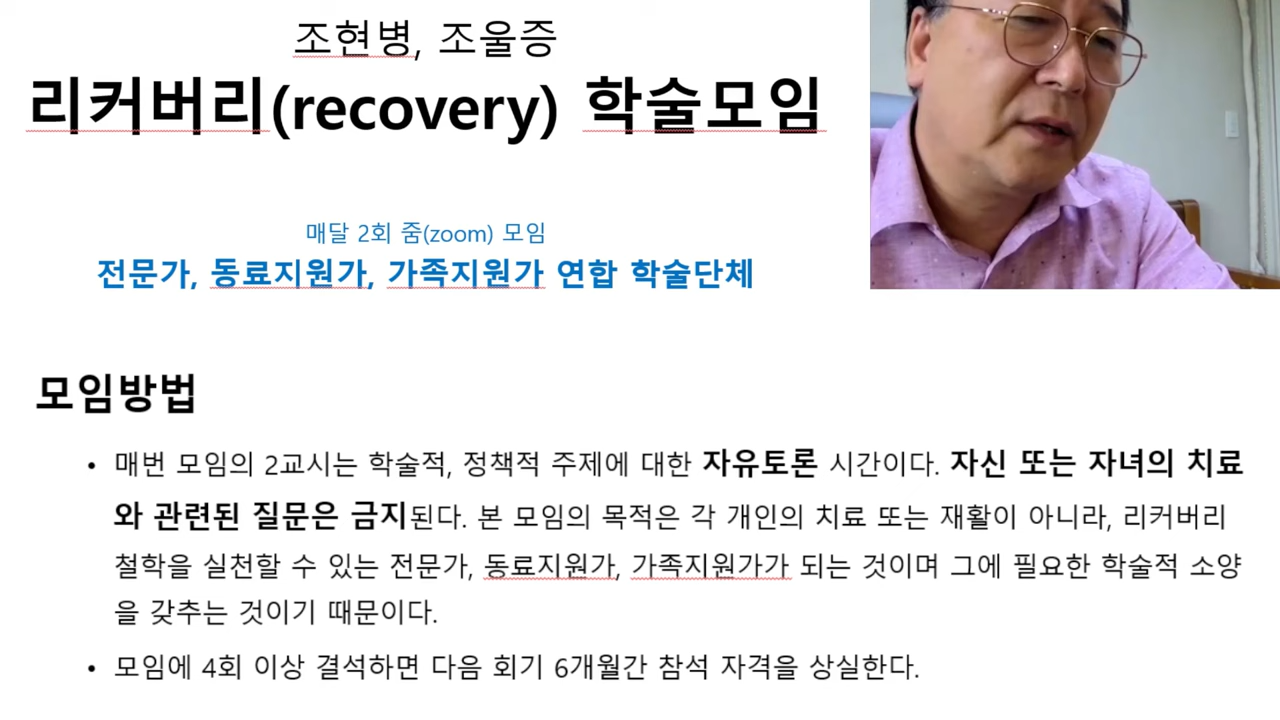 조현병, 조울증
리커버리(recovery) 학술모임
매달 2회 줌(zoom) 모임
전문가, 동료지원가, 가족지원가 연합 학술단체
모임방법
• 매번 모임의 2교시는 학술적, 정책적 주제에 대한 자유토론 시간이다. 자신 또는 자녀의 치료
와 관련된 질문은 금지된다. 본 모임의 목적은 각 개인의 치료 또는 재활이 아니라, 리커버리
철학을 실천할 수 있는 전문가, 동료지원가, 가족지원가가 되는 것이며 그에 필요한 학술적 소양
을 갖추는 것이기 때문이다.
• 모임에 4회 이상 결석하면 다음 회기 6개월간 참석 자격을 상실한다.